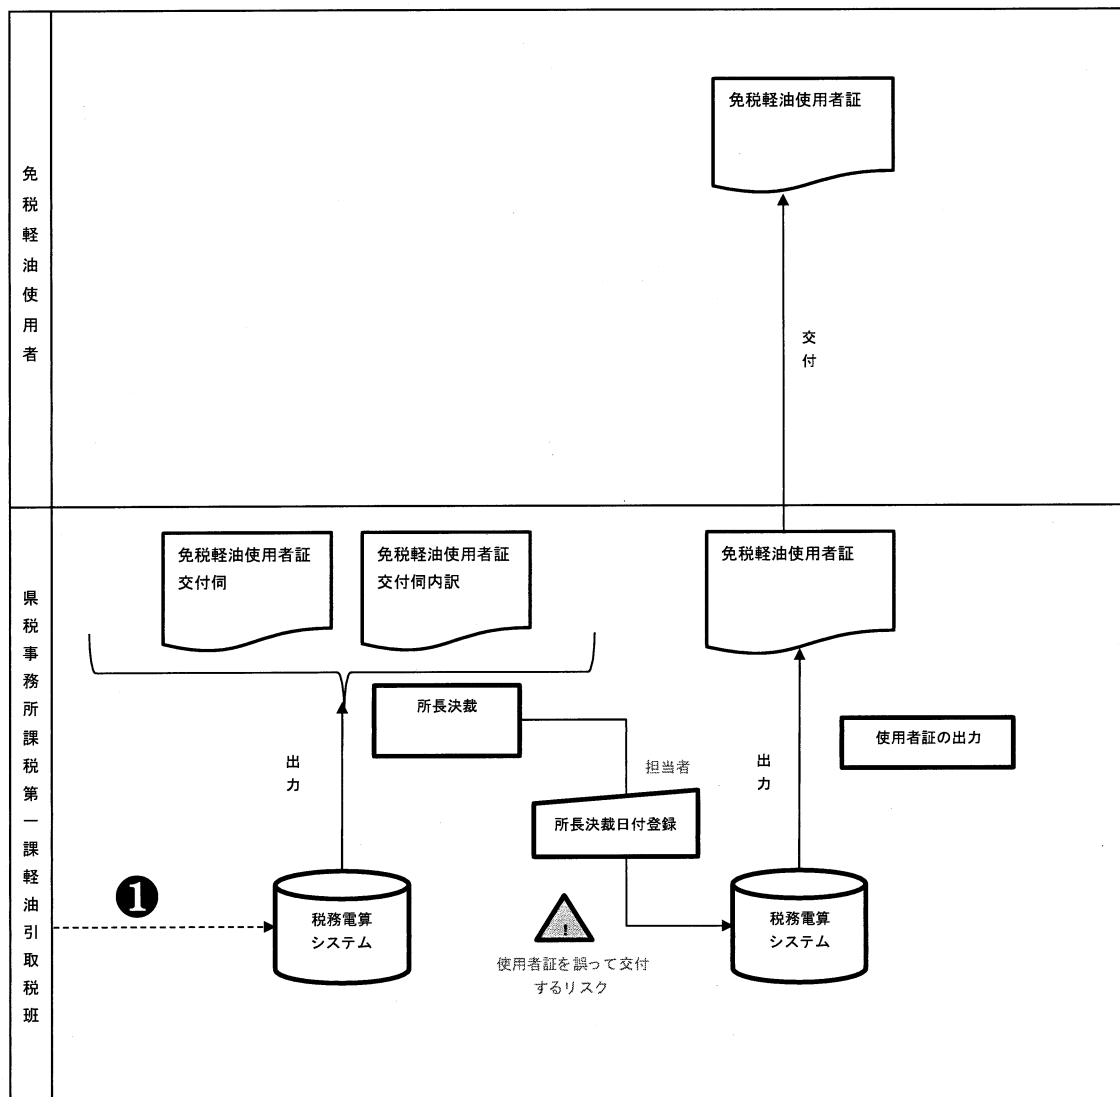 免税軽油使用者
免税軽油使用者証
交付
県税事務所課税第一課軽油引取税班
免税軽油使用者証
交付伺
免税軽油使用者証
交付伺内訳
免税軽油使用者証
所長決裁
出力
担当者
所長決裁日付登録
出力
使用者証の出力
1
税務電算
システム
!
使用者証を誤って交付
するリスク
税務電算
システム